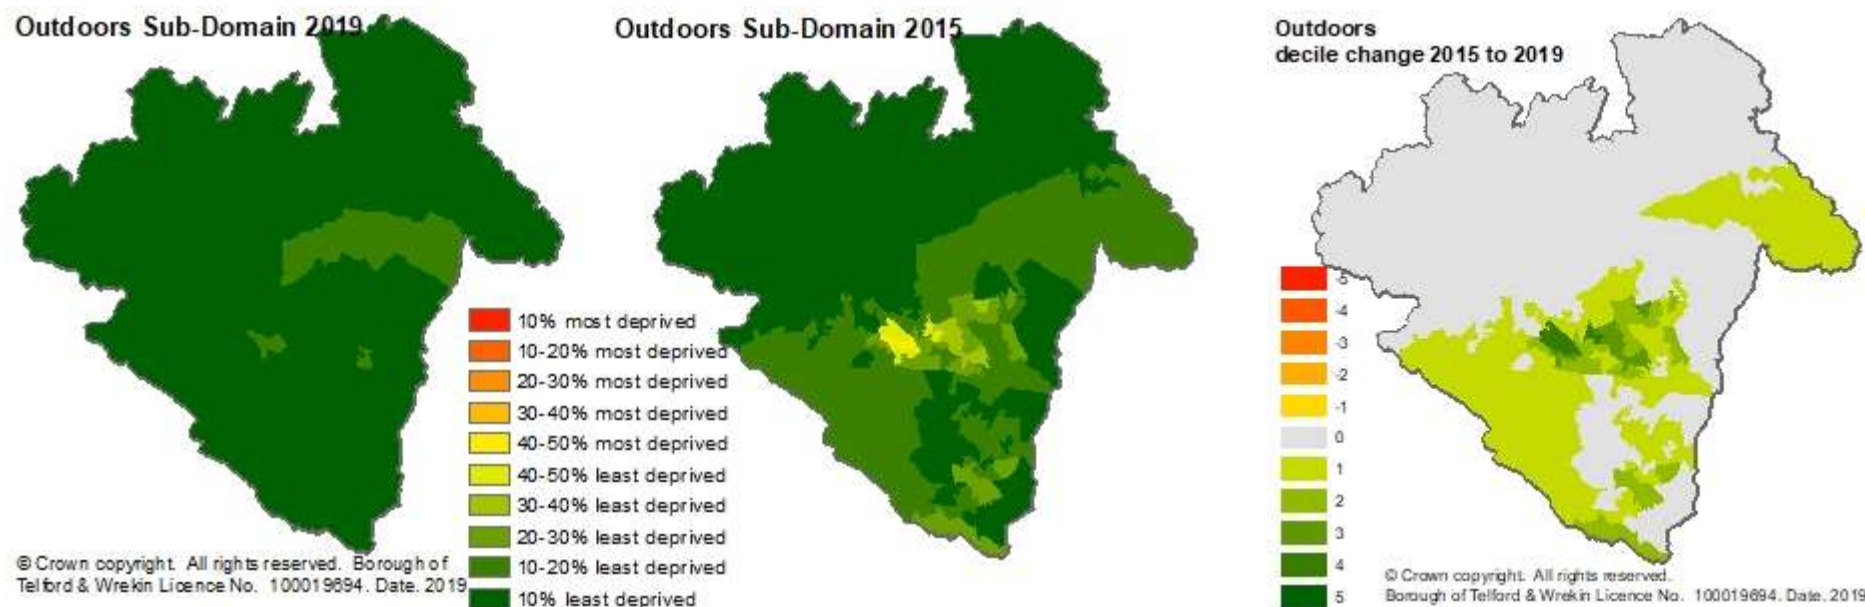 Outdoors Sub-Domain 2019
© Crown copyright. All rights reserved. Borough of
Telford & Wrekin Licence No. 100019694. Date. 2019
10% most deprived
10-20% most deprived
20-30% most deprived
30-40% most deprived
40-50% most deprived
40-50% least deprived
30-40% least deprived
20-30% least deprived
10-20% least deprived
10% least deprived
Outdoors Sub-Domain 2015
Outdoors
decile change 2015 to 2019
-5
-4
-3
-2
-1
0
1
2
3
4
5
© Crown copyright. All rights reserved.
Borough of Telford & Wrekin Licence No. 100019694. Date. 2019